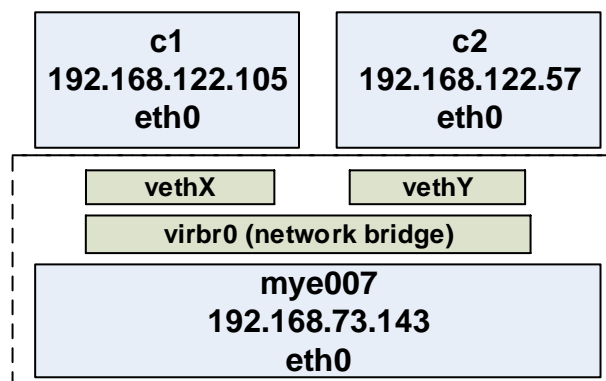 c1
192.168.122.105
eth0
c2
192.168.122.57
eth0
vethX
vethY
virbr0 (network bridge)
mye007
192.168.73.143
eth0